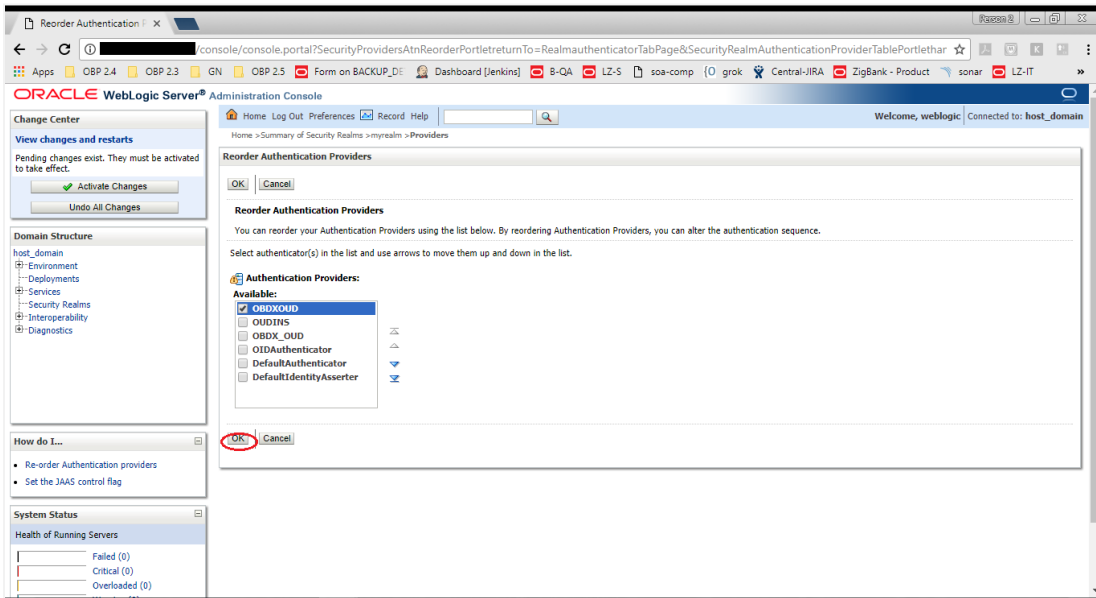 Reorder Authentication P
Person 2
/console/console.portal?SecurityProvidersAtnReorderPortletreturnTo=RealmauthenticatorTabPage&SecurityRealmAuthenticationProviderTablePortlethar
Apps OBP 2.4 OBP 2.3 GN OBP 2.5 Form on BACKUP_DE Dashboard [Jenkins] B-QA LZ-S soa-comp {O grok Central-JIRA ZigBank - Product sonar LZ-IT »
ORACLE WebLogic Server® Administration Console
Change Center
View changes and restarts
Pending changes exist. They must be activated
to take effect.
Activate Changes
Undo All Changes
Domain Structure
host_domain
Environment
Deployments
Services
Security Realms
Interoperability
Diagnostics
How do I...
Re-order Authentication providers
Set the JAAS control flag
System Status
Health of Running Servers
Failed (0)
Critical (0)
Overloaded (0)
Home Log Out Preferences Record Help
Welcome, weblogic Connected to: host_domain
Home >Summary of Security Realms >myrealm >Providers
Reorder Authentication Providers
OK Cancel
Reorder Authentication Providers
You can reorder your Authentication Providers using the list below. By reordering Authentication Providers, you can alter the authentication sequence.
Select authenticator(s) in the list and use arrows to move them up and down in the list.
Authentication Providers:
Available:
OBDXOUD
OUDINS
OBDX_OUD
OIDAuthenticator
DefaultAuthenticator
DefaultIdentityAsserter
OK Cancel